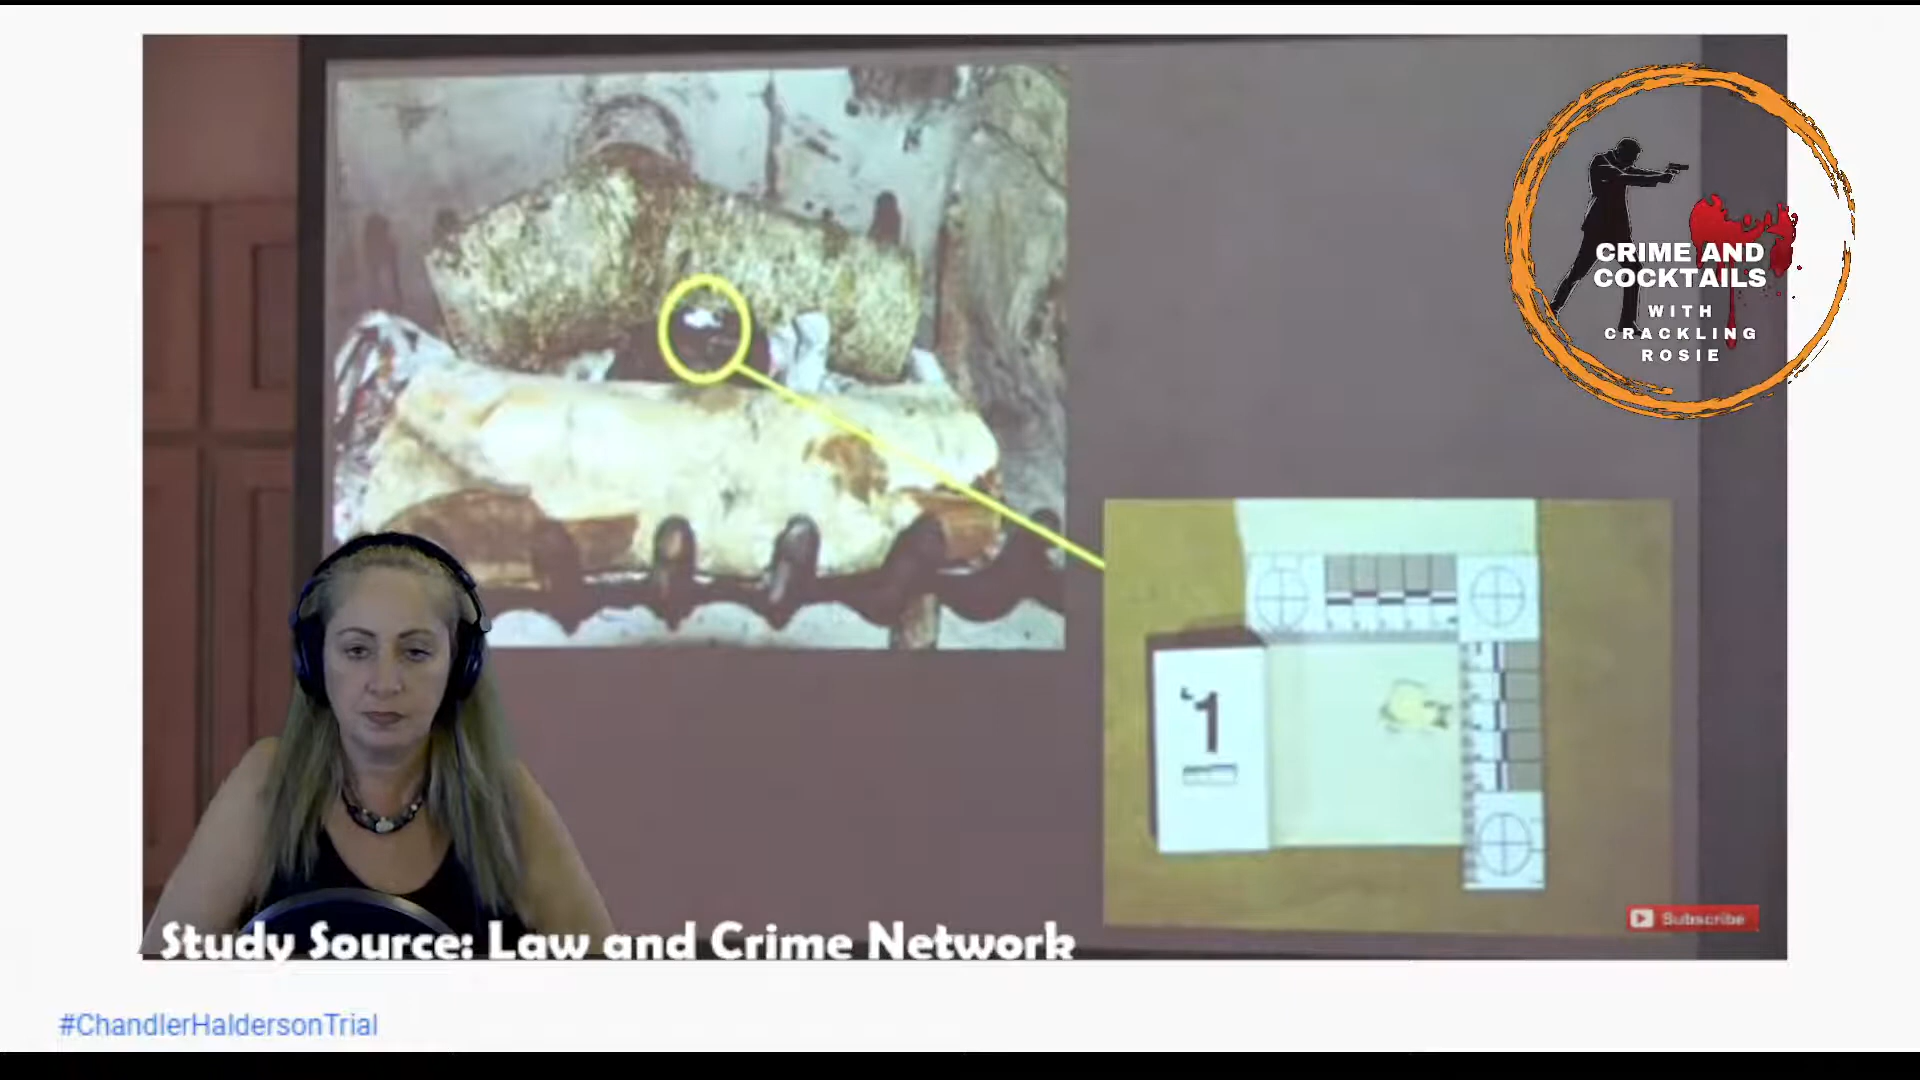 CRIME AND
COCKTAILS
WITH
CRACKLING
ROSIE
1
Subscribe
Study Source: Law and Crime Network
#ChandlerHaldersonTrial